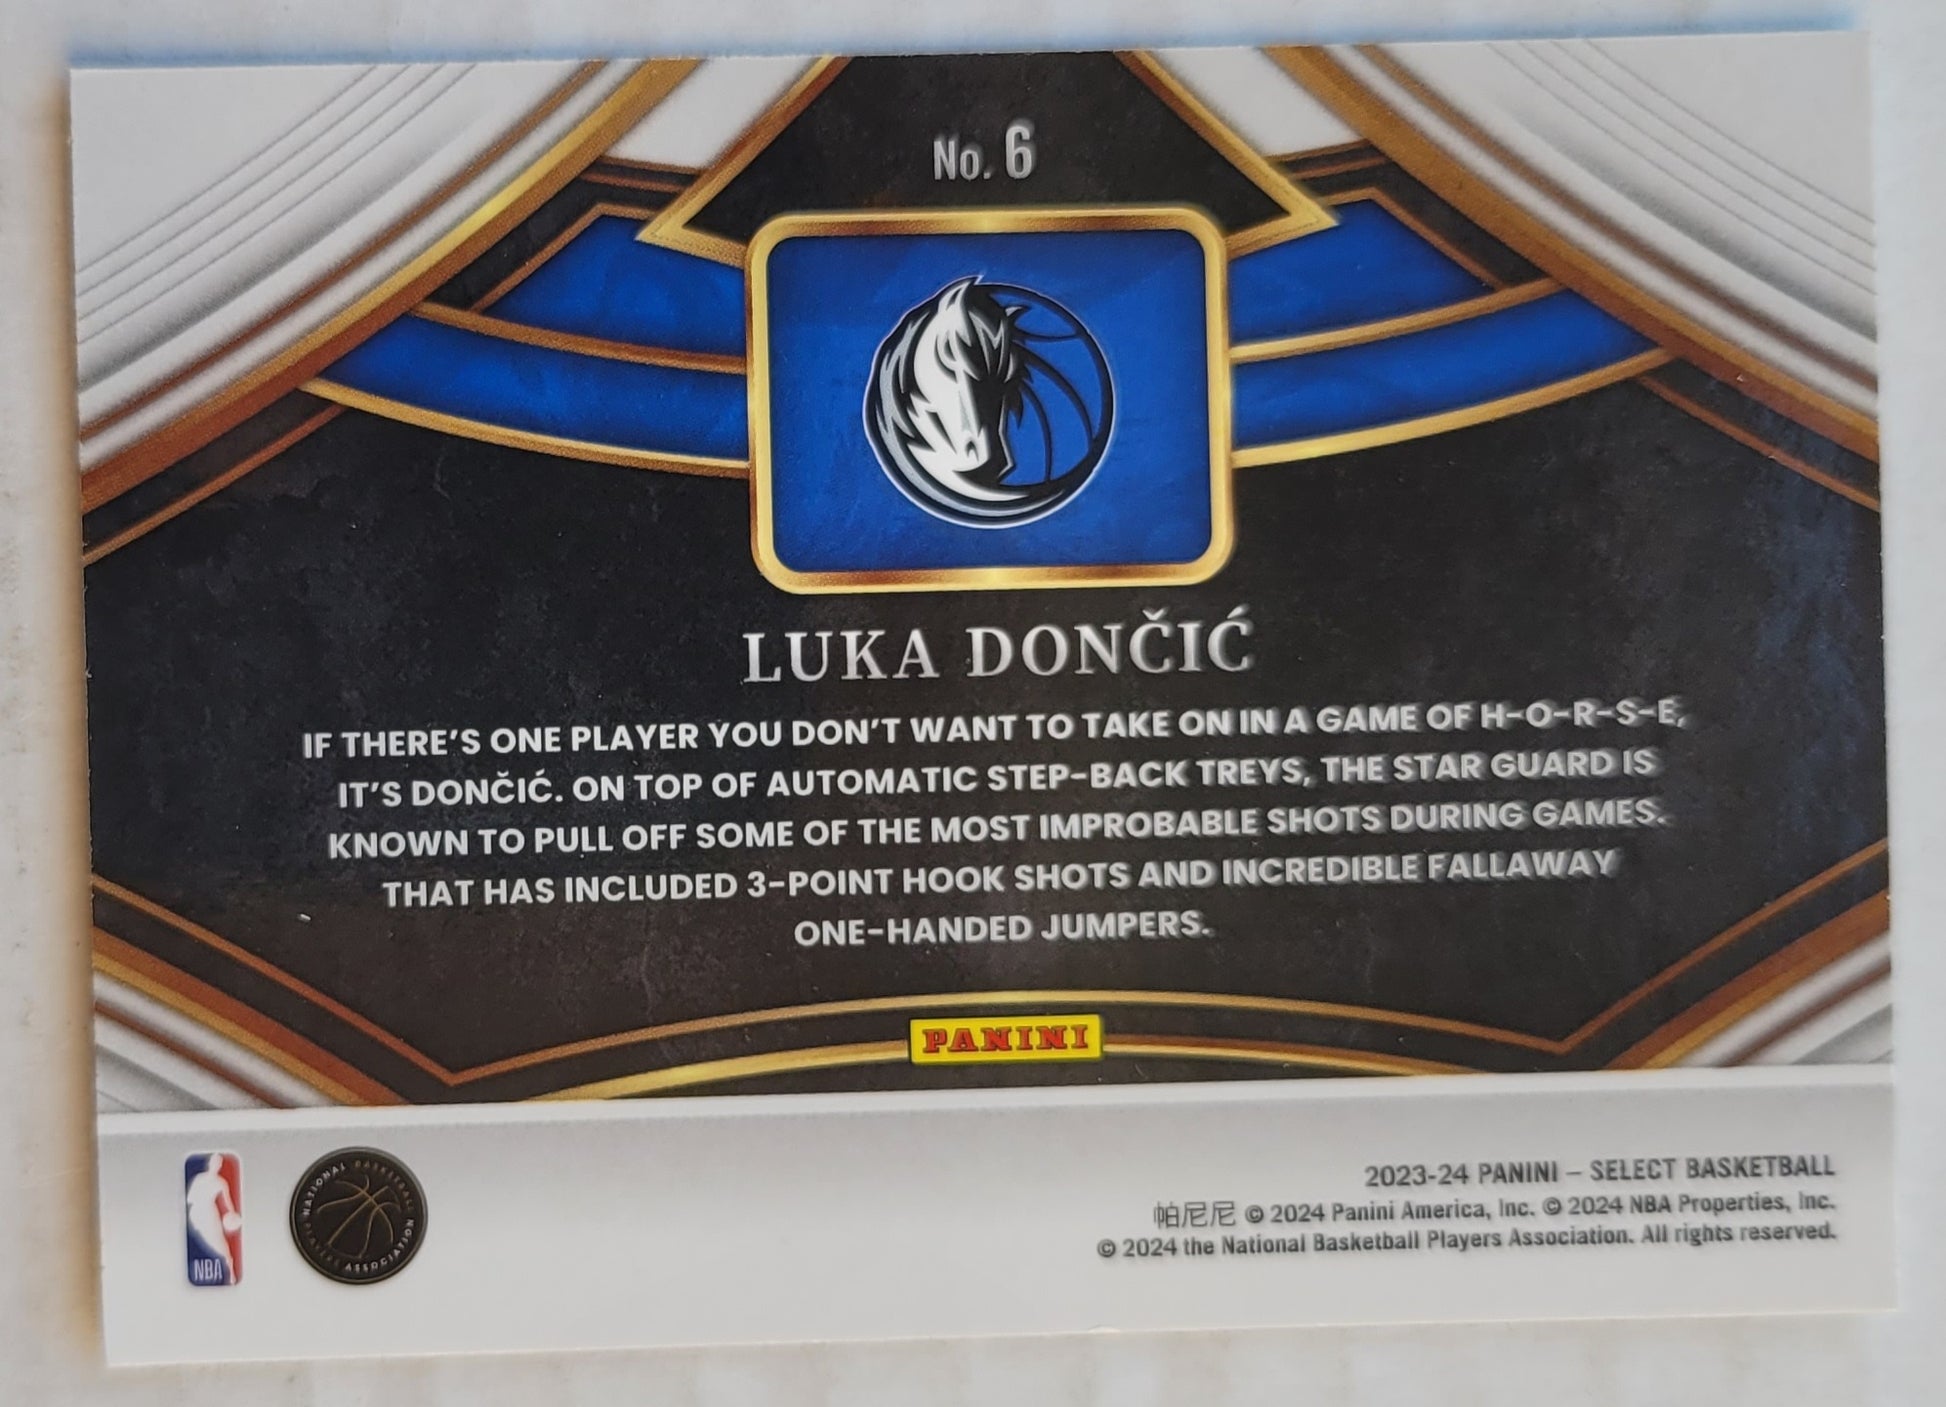 No. 6
LUKA DONČIĆ
IF THERE'S ONE PLAYER YOU DON'T WANT TO TAKE ON IN A GAME OF H-O-R-S-E,
IT'S DONČIĆ. ON TOP OF AUTOMATIC STEP-BACK TREYS, THE STAR GUARD IS
KNOWN TO PULL OFF SOME OF THE MOST IMPROBABLE SHOTS DURING GAMES.
THAT HAS INCLUDED 3-POINT HOOK SHOTS AND INCREDIBLE FALLAWAY
ONE-HANDED JUMPERS.
PANINI
NBA
NATIONAL BASKETBALL
PLAYERS ASSOCIATION
2023-24 PANINI – SELECT BASKETBALL
帕尼尼 © 2024 Panini America, Inc. © 2024 NBA Properties, Inc.
© 2024 the National Basketball Players Association. All rights reserved.